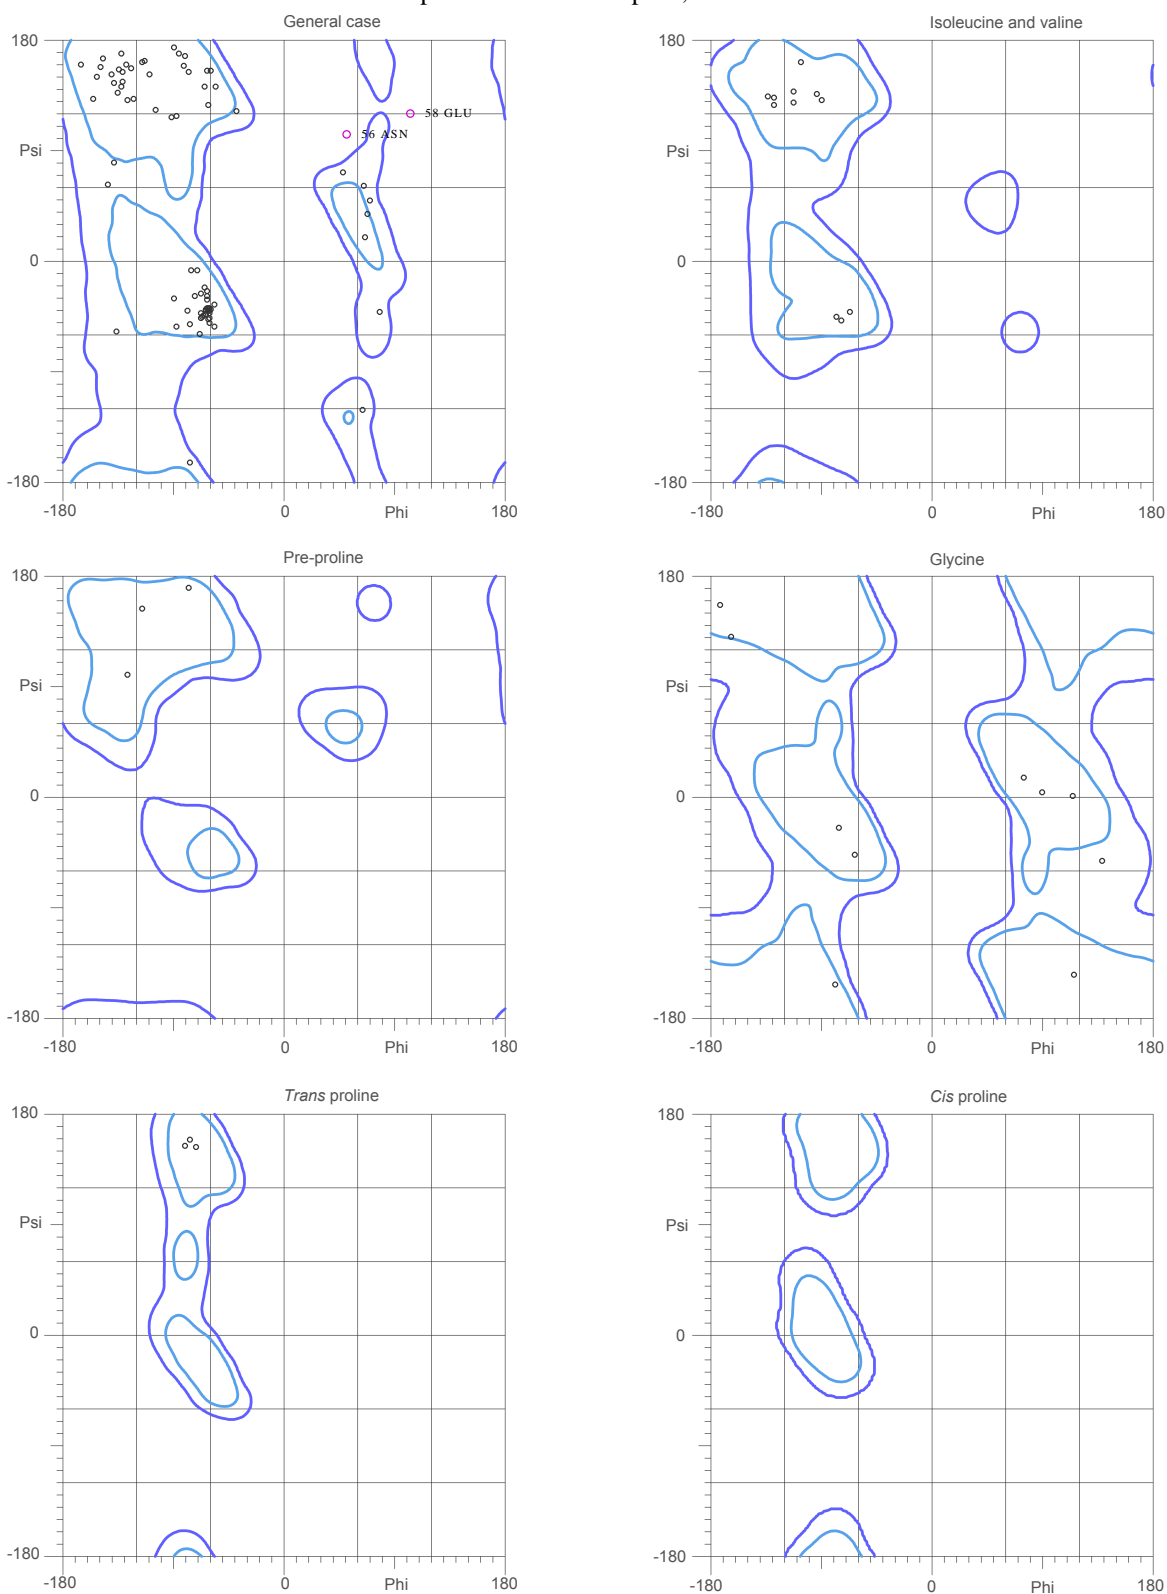 General case
Isoleucine and valine
180
180
58 GLU
56 ASN
Psi
Psi
0
0
-180
-180
-180
0
Phi
180
-180
0
Phi
180
Pre-proline
Glycine
180
180
Psi
Psi
0
0
-180
-180
-180
0
Phi
180
-180
0
Phi
180
Trans proline
Cis proline
180
180
Psi
Psi
0
0
-180
-180
-180
0
Phi
180
-180
0
Phi
180